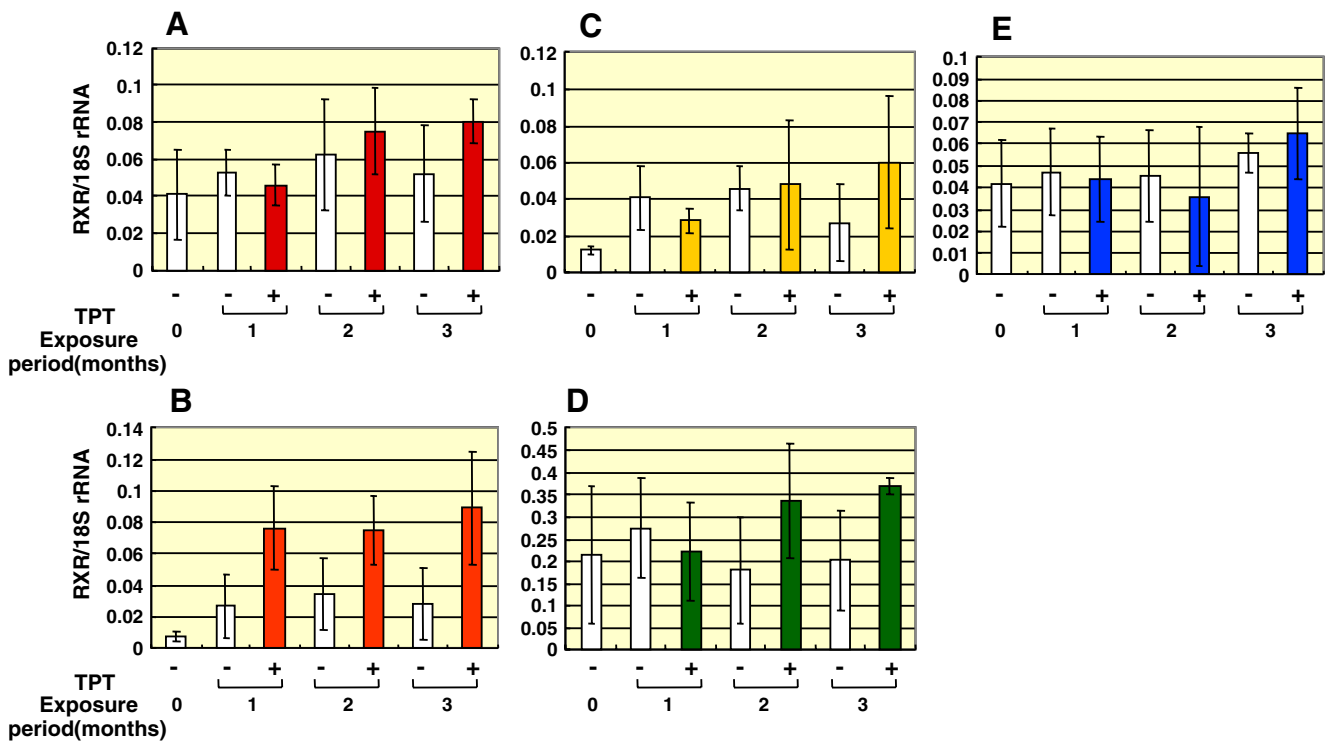 A
RXR/18S rRNA
0.12
0.1
0.08
0.06
0.04
0.02
0
- - + - + - +
TPT
Exposure
period(months)
0 1 2 3
C
0.12
0.1
0.08
0.06
0.04
0.02
0
- - + - + - +
0 1 2 3
E
0.1
0.09
0.08
0.07
0.06
0.05
0.04
0.03
0.02
0.01
0
- - + - + - +
0 1 2 3
B
RXR/18S rRNA
0.14
0.12
0.1
0.08
0.06
0.04
0.02
0
- - + - + - +
TPT
Exposure
period(months)
0 1 2 3
D
0.5
0.45
0.4
0.35
0.3
0.25
0.2
0.15
0.1
0.05
0
- - + - + - +
0 1 2 3